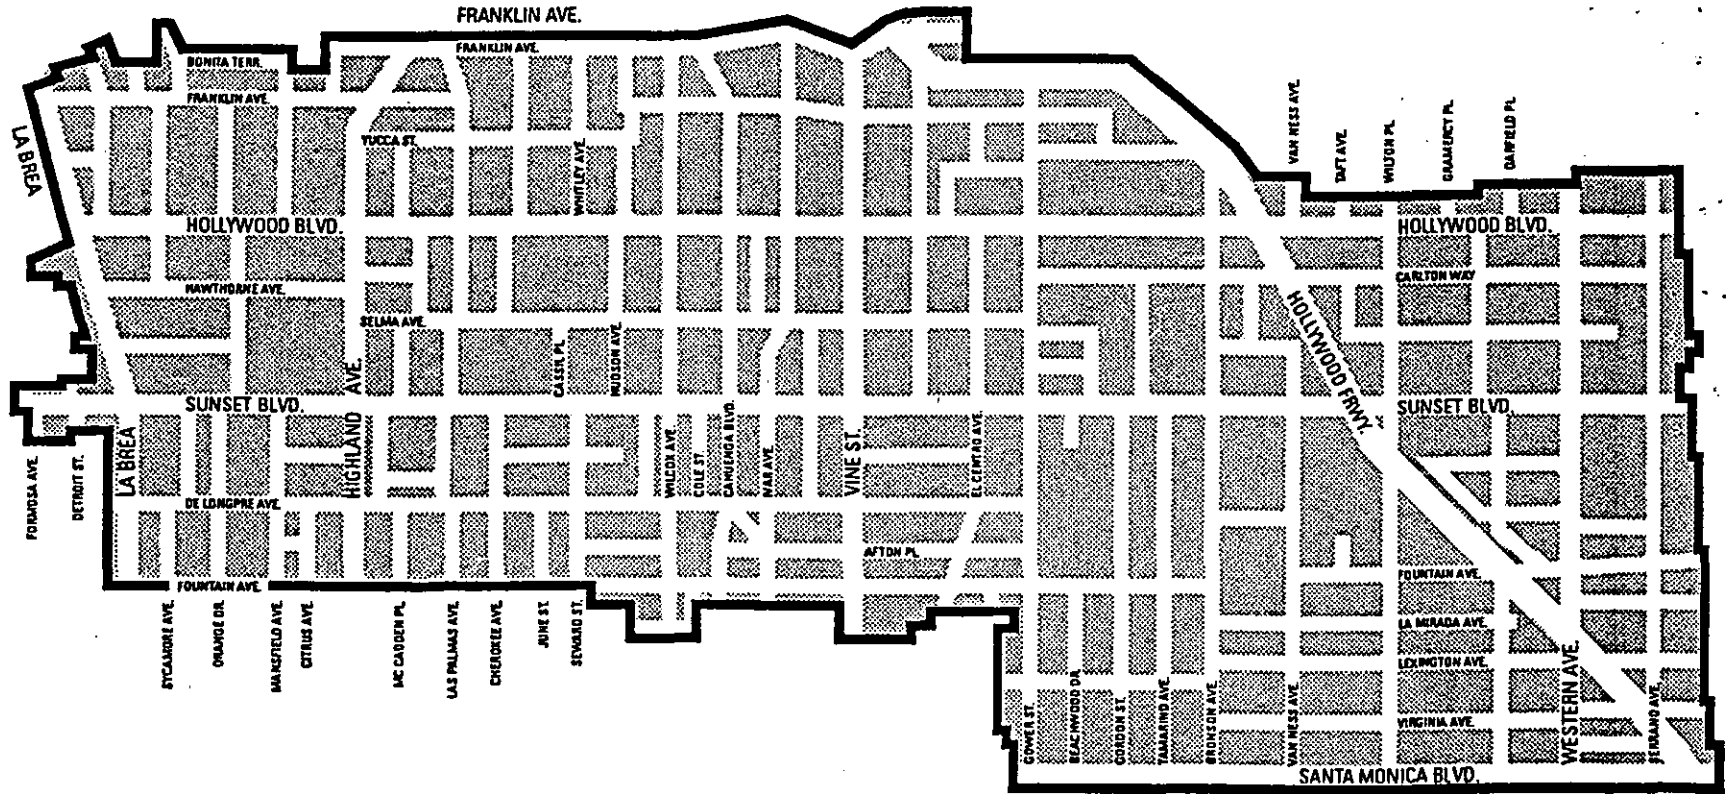 FRANKLIN AVE.
FRANKLIN AVE.
BONITA TERR.
FRANKLIN AVE.
LA BREA
YUCCA ST.
WHITLEY AVE.
VAN NESS AVE.
TAFT AVE.
WILTON PL.
GRAMERCY PL.
GARFIELD PL.
HOLLYWOOD BLVD.
HOLLYWOOD BLVD.
CARLTON WAY
HAWTHORNE AVE.
SELMA AVE.
CASSIL PL.
HUDSON AVE.
HOLLYWOOD FRWY.
SUNSET BLVD.
SUNSET BLVD.
LA BREA
HIGHLAND AVE.
WILCOX AVE.
COLE ST.
CAHUENGA BLVD.
IVAR AVE.
VINE ST.
EL CENTRO AVE.
FORMOSA AVE.
DETROIT ST.
DE LONGPRE AVE.
AFTON PL.
FOUNTAIN AVE.
FOUNTAIN AVE.
SYCAMORE AVE.
ORANGE DR.
MANSFIELD AVE.
CITRUS AVE.
MC CADDEN PL.
LAS PALMAS AVE.
CHEROKEE AVE.
JUNE ST.
SEWARD ST.
LA MIRADA AVE.
LEXINGTON AVE.
VIRGINIA AVE.
GOWER ST.
BEACHWOOD DR.
GORDON ST.
TAMARIND AVE.
BRONSON AVE.
VAN NESS AVE.
WESTERN AVE.
SERRANO AVE.
SANTA MONICA BLVD.